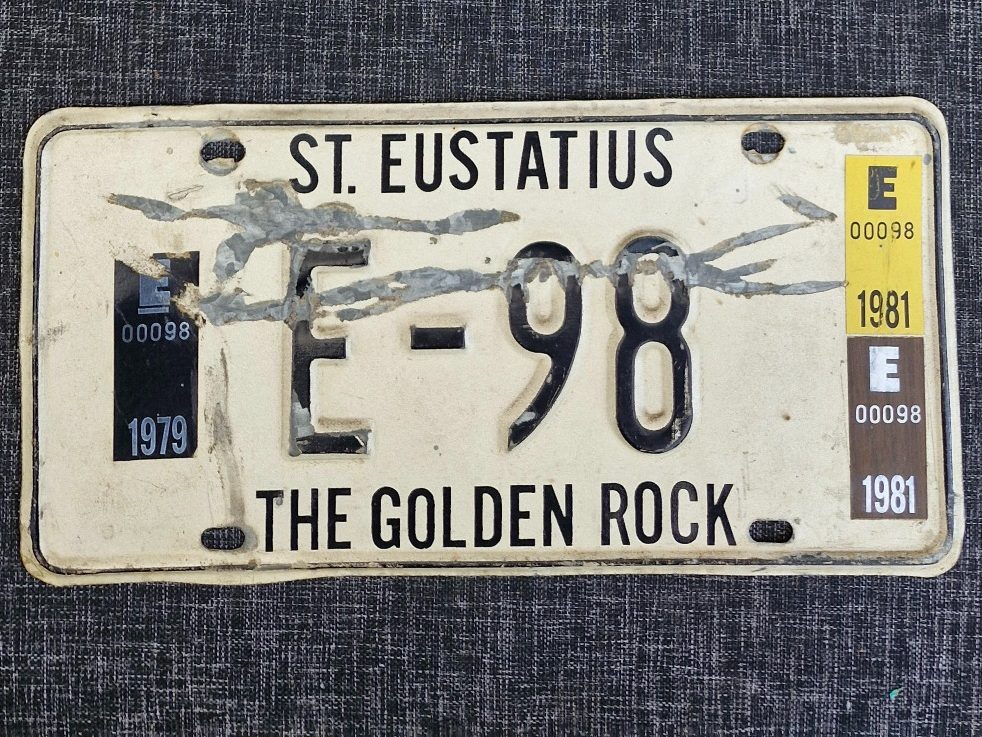 ST. EUSTATIUS
E-98
THE GOLDEN ROCK
E
00098
1979
E
00098
1981
E
00098
1981